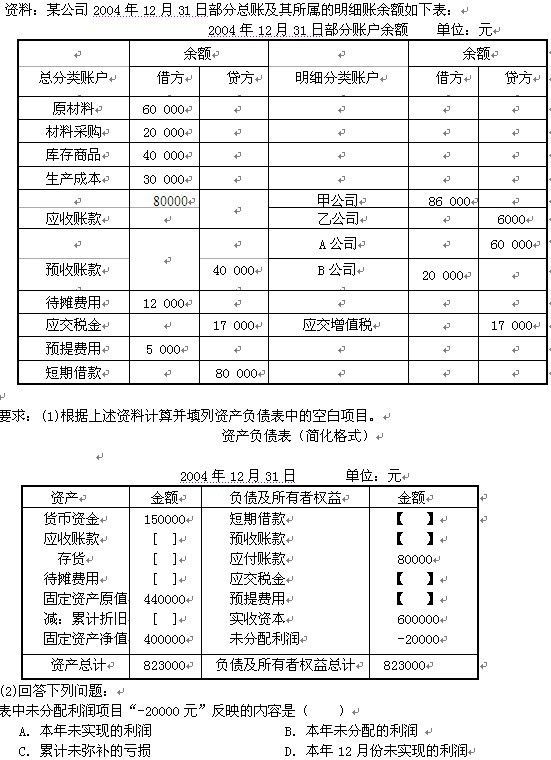 资料：某公司 2004 年 12 月 31 日部分总账及其所属的明细账余额如下表：
2004 年 12 月 31 日部分账户余额 单位：元
余额 余额
总分类账户 借方 贷方 明细分类账户 借方 贷方
原材料 60 000
材料采购 20 000
库存商品 40 000
生产成本 30 000
80000 甲公司 86 000
应收账款 乙公司 6000
A 公司 60 000
预收账款 40 000 B 公司 20 000
待摊费用 12 000
应交税金 17 000 应交增值税 17 000
预提费用 5 000
短期借款 80 000
要求：(1)根据上述资料计算并填列资产负债表中的空白项目。
资产负债表（简化格式）
2004 年 12 月 31 日 单位：元
资产 金额 负债及所有者权益 金额
货币资金 150000 短期借款 【 】
应收账款 [ ] 预收账款 【 】
存货 [ ] 应付账款 80000
待摊费用 [ ] 应交税金 【 】
固定资产原值 440000 预提费用 【 】
减：累计折旧 [ ] 实收资本 600000
固定资产净值 400000 未分配利润 -20000
资产总计 823000 负债及所有者权益总计 823000
(2)回答下列问题：
表中未分配利润项目“-20000 元”反映的内容是（ ）
A. 本年未实现的利润 B. 本年未分配的利润
C. 累计未弥补的亏损 D. 本年 12 月份未实现的利润